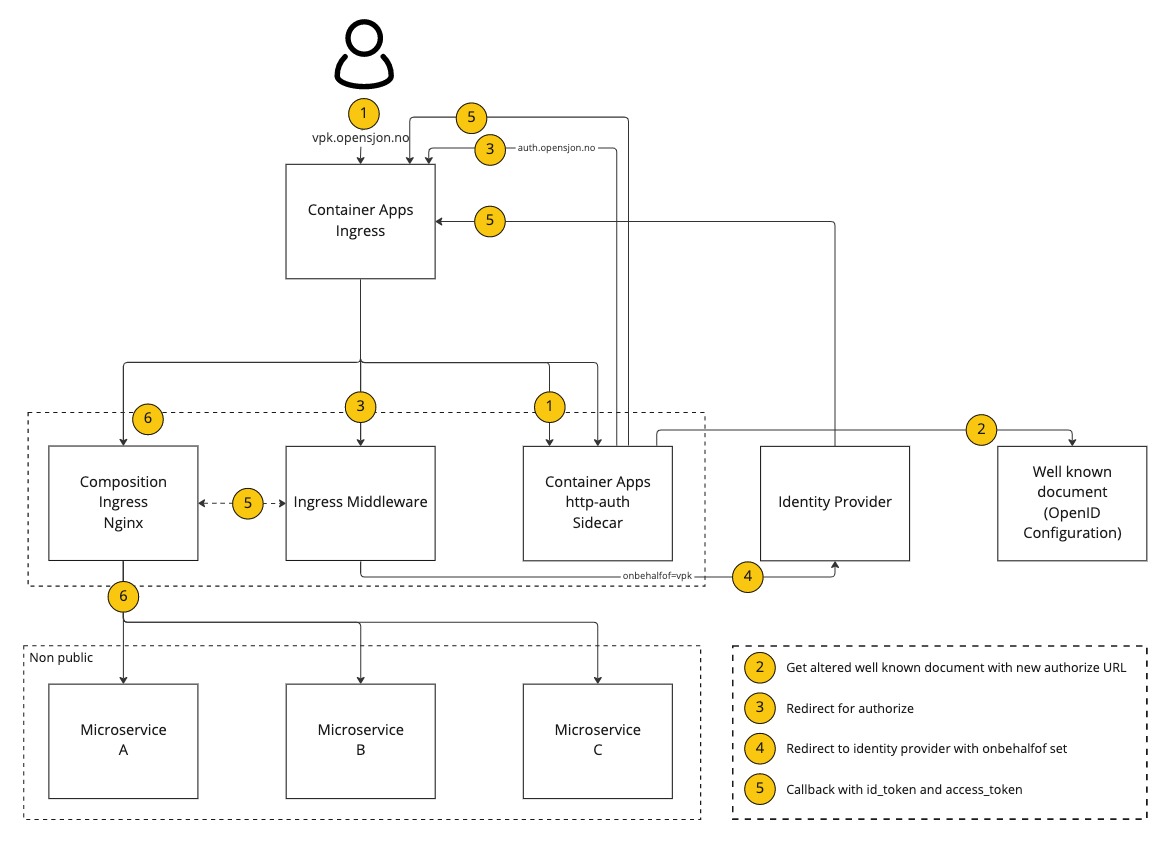 1
vpk.opensjon.no
5
3
auth.opensjon.no
Container Apps
Ingress
5
6
3
1
2
Composition
Ingress
Nginx
5
Ingress Middleware
Container Apps
http-auth
Sidecar
Identity Provider
Well known
document
(OpenID
Configuration)
onbehalfof=vpk
4
6
Non public
Microservice
A
Microservice
B
Microservice
C
2 Get altered well known document with new authorize URL
3 Redirect for authorize
4 Redirect to identity provider with onbehalfof set
5 Callback with id_token and access_token